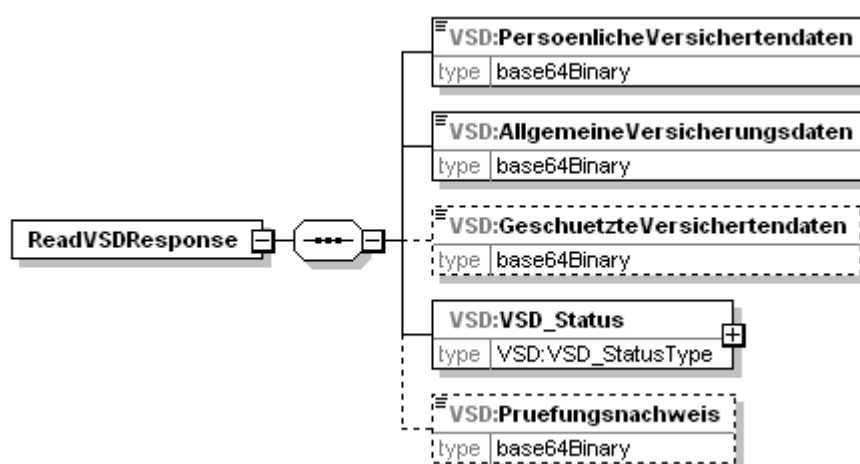 VSD:PersoenlicheVersichertendaten
type base64Binary
VSD:AllgemeineVersicherungsdaten
type base64Binary
ReadVSDResponse
VSD:GeschuetzteVersichertendaten
type base64Binary
VSD:VSD_Status
type VSD:VSD_StatusType
VSD:Pruefungsnachweis
type base64Binary